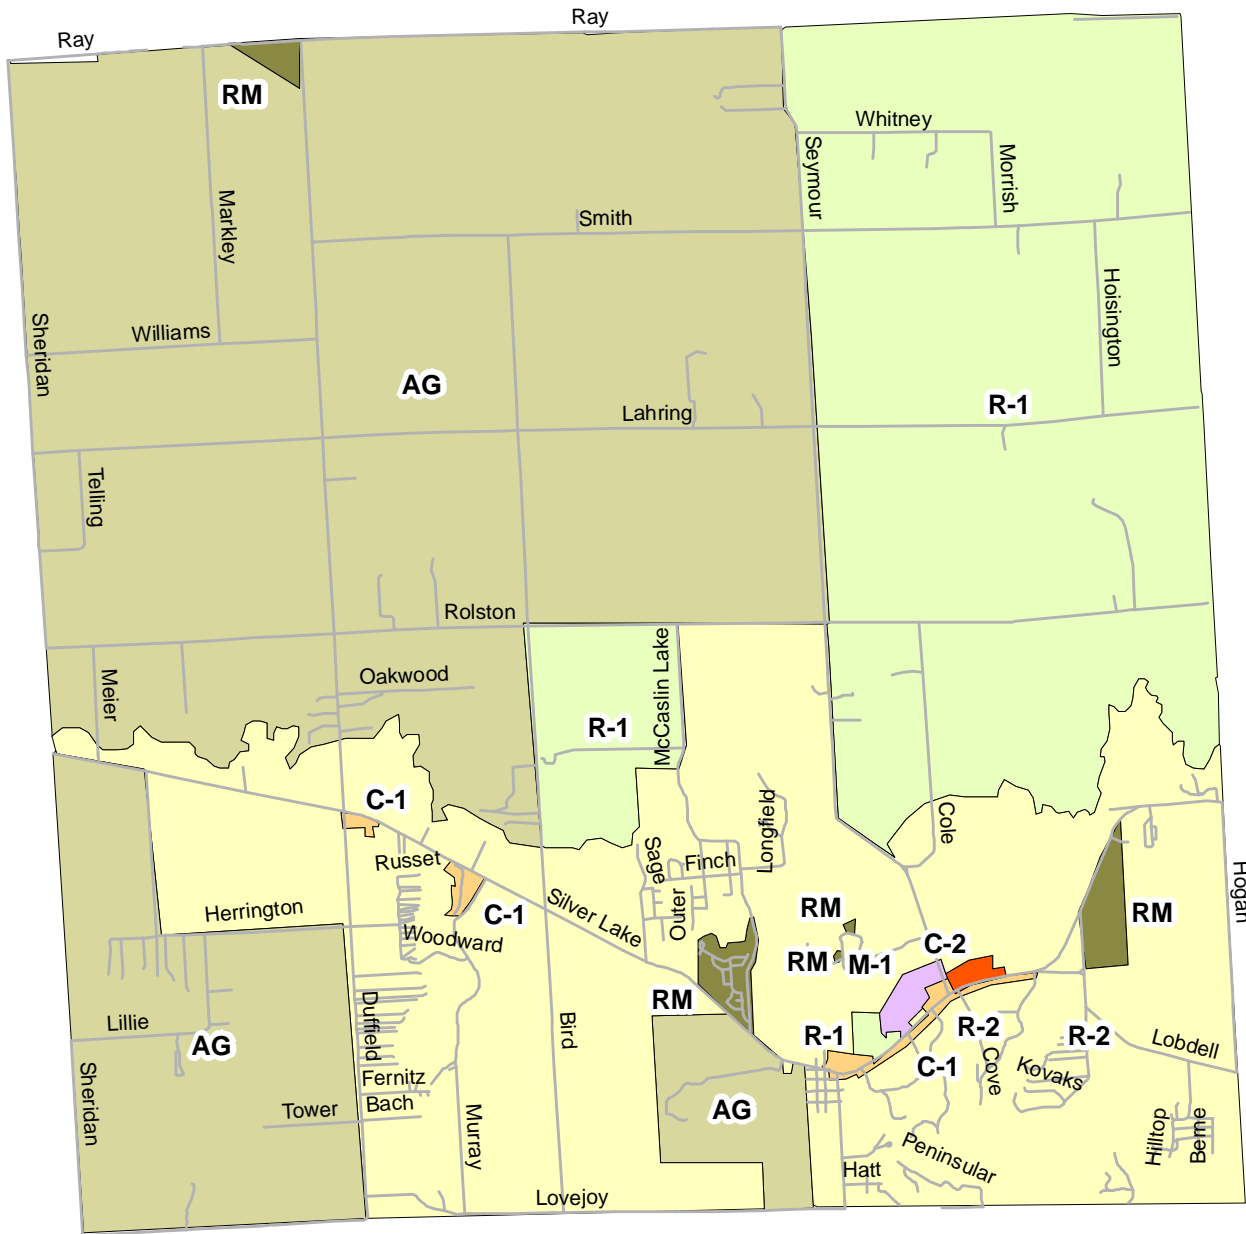 Ray
Ray
RM
Whitney
Seymour
Morrish
Markley
Smith
Hoisington
Sheridan
Williams
AG
R-1
Lahring
Telling
Rolston
McCaslin Lake
Oakwood
Meier
R-1
C-1
Longfield
Cole
Sage
Finch
Russet
Hogan
Outer
Silver Lake
C-1
Herrington
RM
RM
Woodward
C-2
RM
M-1
RM
Duffield
Lillie
Bird
AG
R-1
R-2
R-2
Lobdell
C-1
Cove
Kovaks
Fernitz
Bach
Tower
Sheridan
Murray
AG
Hilltop
Berne
Peninsular
Hatt
Lovejoy